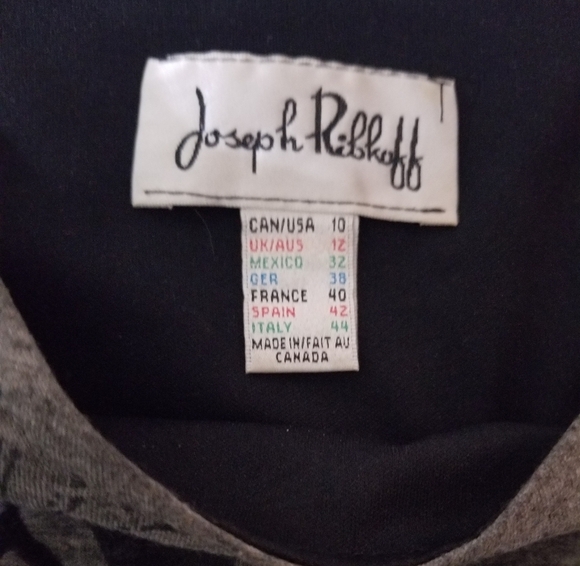 Joseph Ribkoff
CAN/USA 10
UK/AUS 12
MEXICO 32
GER 38
FRANCE 40
SPAIN 42
ITALY 44
MADE IN/FAIT AU
CANADA